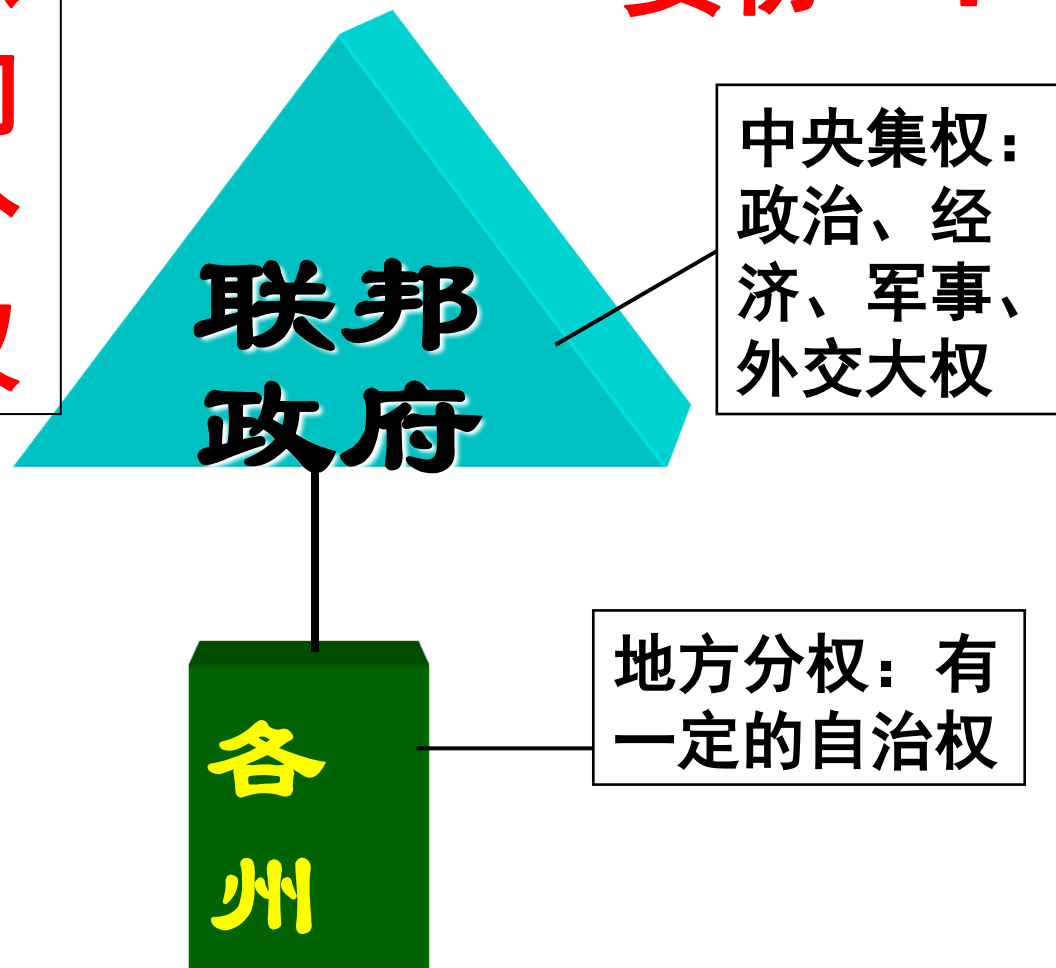 中央集权：
政治、经
济、军事、
外交大权
联邦
政府
地方分权：有
一定的自治权
各
州